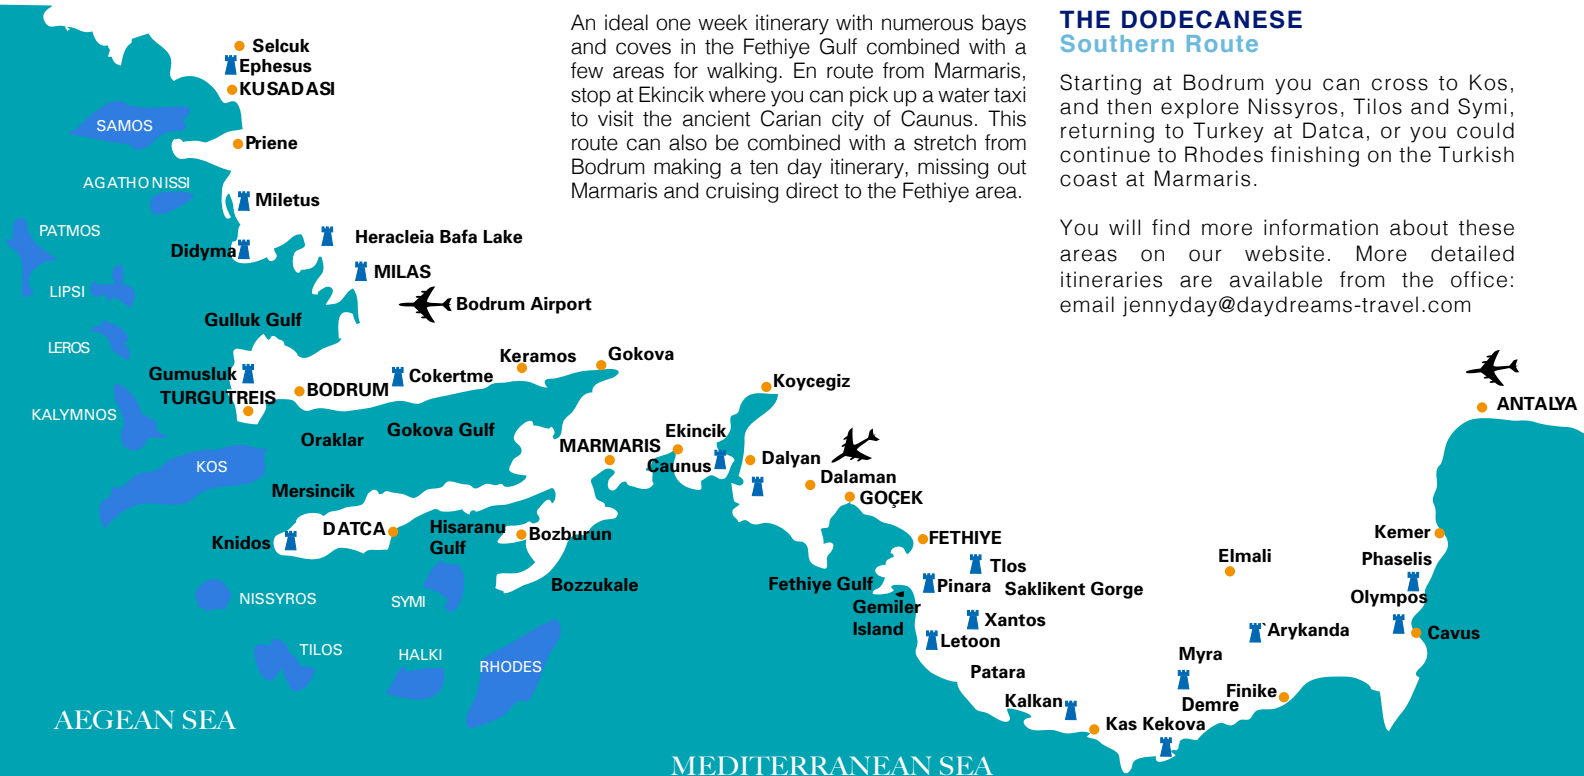 An ideal one week itinerary with numerous bays
and coves in the Fethiye Gulf combined with a
few areas for walking. En route from Marmaris,
stop at Ekincik where you can pick up a water taxi
to visit the ancient Carian city of Caunus. This
route can also be combined with a stretch from
Bodrum making a ten day itinerary, missing out
Marmaris and cruising direct to the Fethiye area.
THE DODECANESE
Southern Route
Starting at Bodrum you can cross to Kos,
and then explore Nissyros, Tilos and Symi,
returning to Turkey at Datca, or you could
continue to Rhodes finishing on the Turkish
coast at Marmaris.
You will find more information about these
areas on our website. More detailed
itineraries are available from the office:
email jennyday@daydreams-travel.com
Selcuk
Ephesus
KUSADASI
SAMOS
Priene
AGATHONISSI
Miletus
PATMOS
Didyma
Heracleia Bafa Lake
MILAS
LIPSI
Bodrum Airport
Gulluk Gulf
LEROS
Keramos
Gokova
Gumusluk
Cokertme
Koycegiz
TURGUTREIS
BODRUM
ANTALYA
KALYMNOS
Oraklar
Gokova Gulf
Ekincik
MARMARIS
Caunus
Dalyan
KOS
Dalaman
Mersincik
GOÇEK
DATCA
Hisaranu
Gulf
Bozburun
Knidos
FETHIYE
Kemer
Elmali
Phaselis
Tlos
Bozzukale
Fethiye Gulf
Pinara
Saklikent Gorge
Olympos
NISSYROS
SYMI
Gemiler
Island
Xantos
`Arykanda
Cavus
Letoon
TILOS
HALKI
RHODES
Myra
Patara
Finike
Kalkan
Demre
AEGEAN SEA
Kas Kekova
MEDITERRANEAN SEA